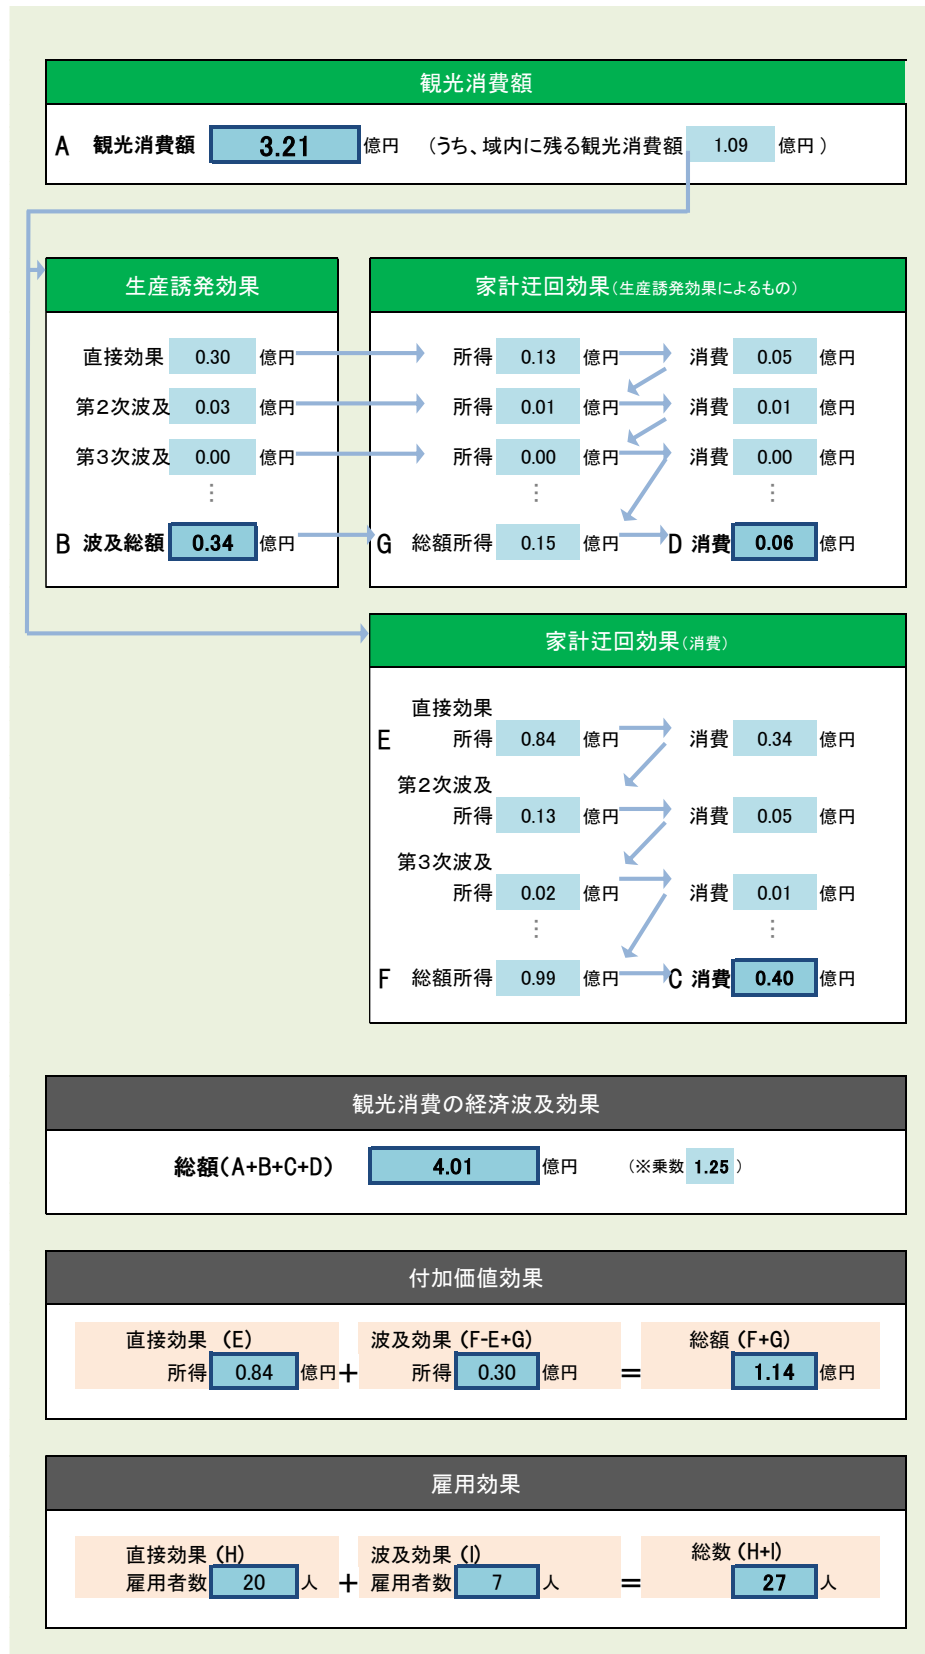 観光消費額
A 観光消費額 3.21 億円 (うち、域内に残る観光消費額 1.09 億円)
生産誘発効果
直接効果 0.30 億円
第2次波及 0.03 億円
第3次波及 0.00 億円
⋮
B 波及総額 0.34 億円
家計迂回効果(生産誘発効果によるもの)
所得 0.13 億円 消費 0.05 億円
所得 0.01 億円 消費 0.01 億円
所得 0.00 億円 消費 0.00 億円
⋮ ⋮
G 総額所得 0.15 億円 D 消費 0.06 億円
家計迂回効果(消費)
直接効果
E 所得 0.84 億円 消費 0.34 億円
第2次波及
所得 0.13 億円 消費 0.05 億円
第3次波及
所得 0.02 億円 消費 0.01 億円
⋮ ⋮
F 総額所得 0.99 億円 C 消費 0.40 億円
観光消費の経済波及効果
総額(A+B+C+D) 4.01 億円 (※乗数 1.25 )
付加価値効果
直接効果 (E) 波及効果 (F-E+G) 総額 (F+G)
所得 0.84 億円 + 所得 0.30 億円 = 1.14 億円
雇用効果
直接効果 (H) 波及効果 (I) 総数 (H+I)
雇用者数 20 人 + 雇用者数 7 人 = 27 人